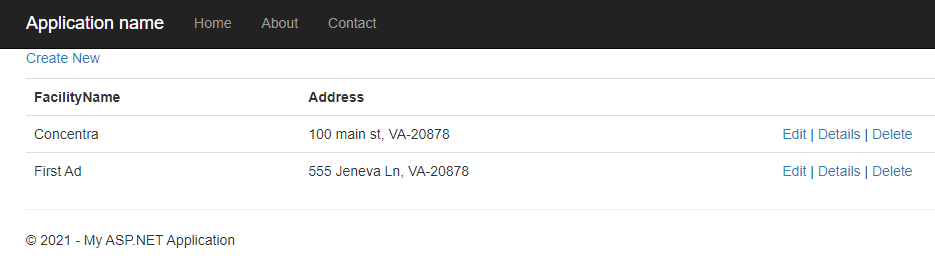 Application name Home About Contact
Create New
FacilityName Address
Concentra 100 main st, VA-20878 Edit | Details | Delete
First Ad 555 Jeneva Ln, VA-20878 Edit | Details | Delete
© 2021 - My ASP.NET Application